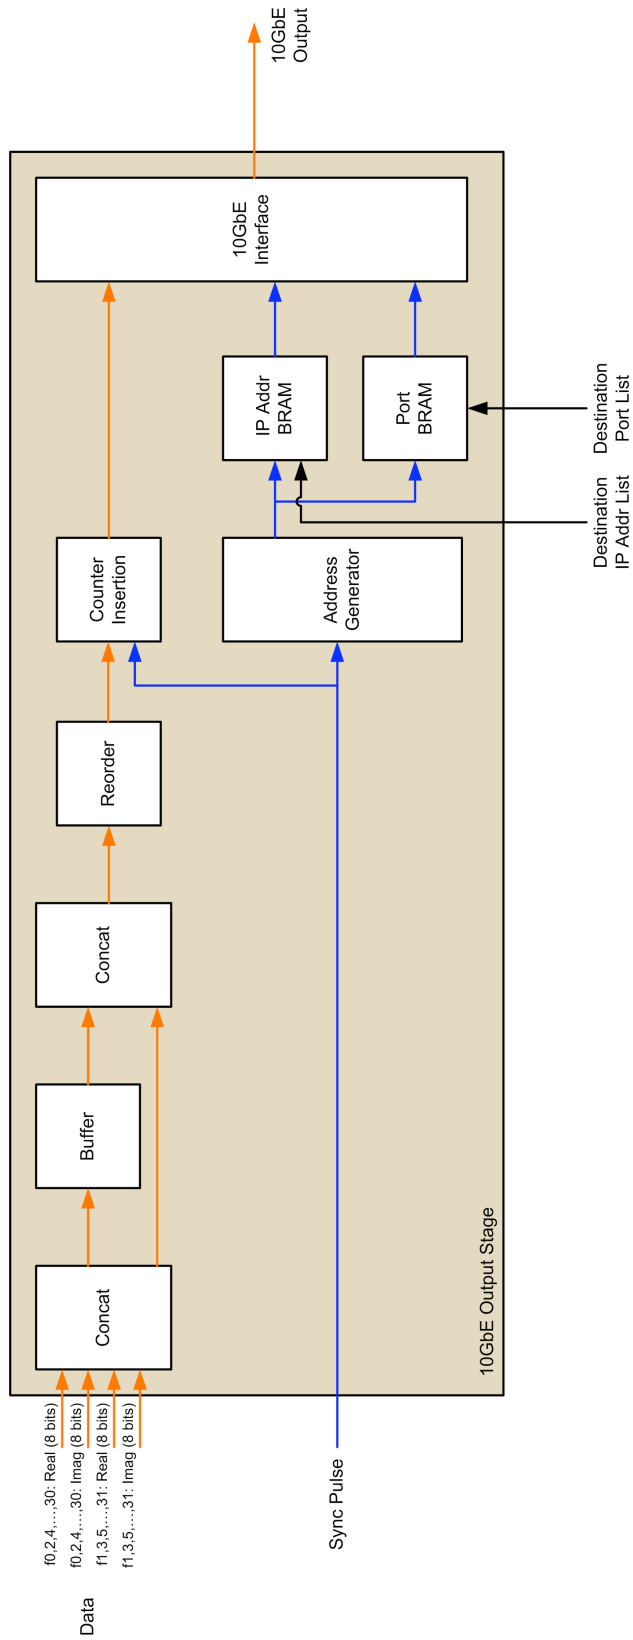 Data
f0,2,4,…,30: Real (8 bits)
f0,2,4,…,30: Imag (8 bits)
f1,3,5,…,31: Real (8 bits)
f1,3,5,…,31: Imag (8 bits)
Sync Pulse
Concat
Buffer
Concat
Reorder
Counter
Insertion
Address
Generator
IP Addr
BRAM
Port
BRAM
10GbE
Interface
10GbE
Output
10GbE Output Stage
Destination
IP Addr List
Destination
Port List